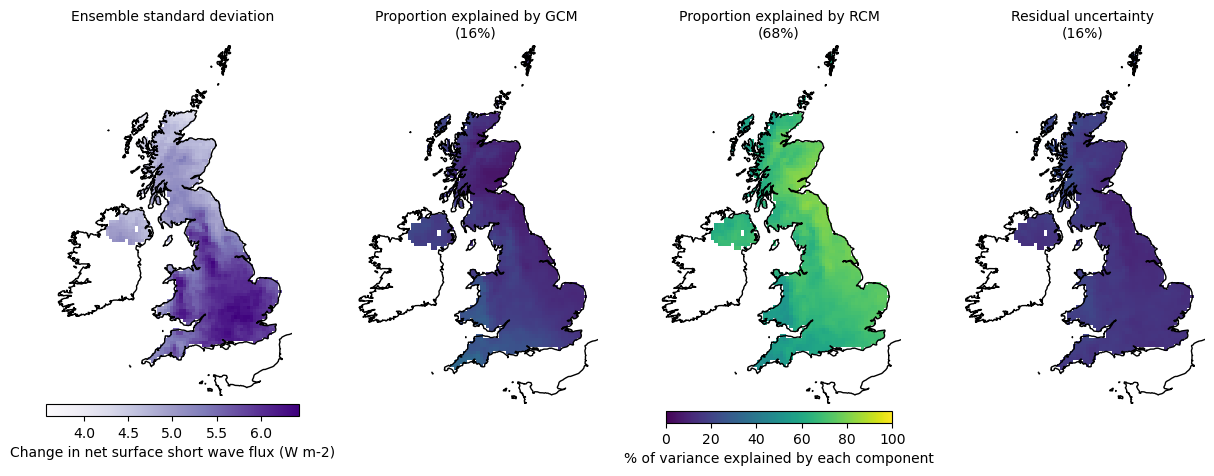 Ensemble standard deviation
Proportion explained by GCM
(16%)
Proportion explained by RCM
(68%)
Residual uncertainty
(16%)
4.0 4.5 5.0 5.5 6.0
Change in net surface short wave flux (W m-2)
0 20 40 60 80 100
% of variance explained by each component